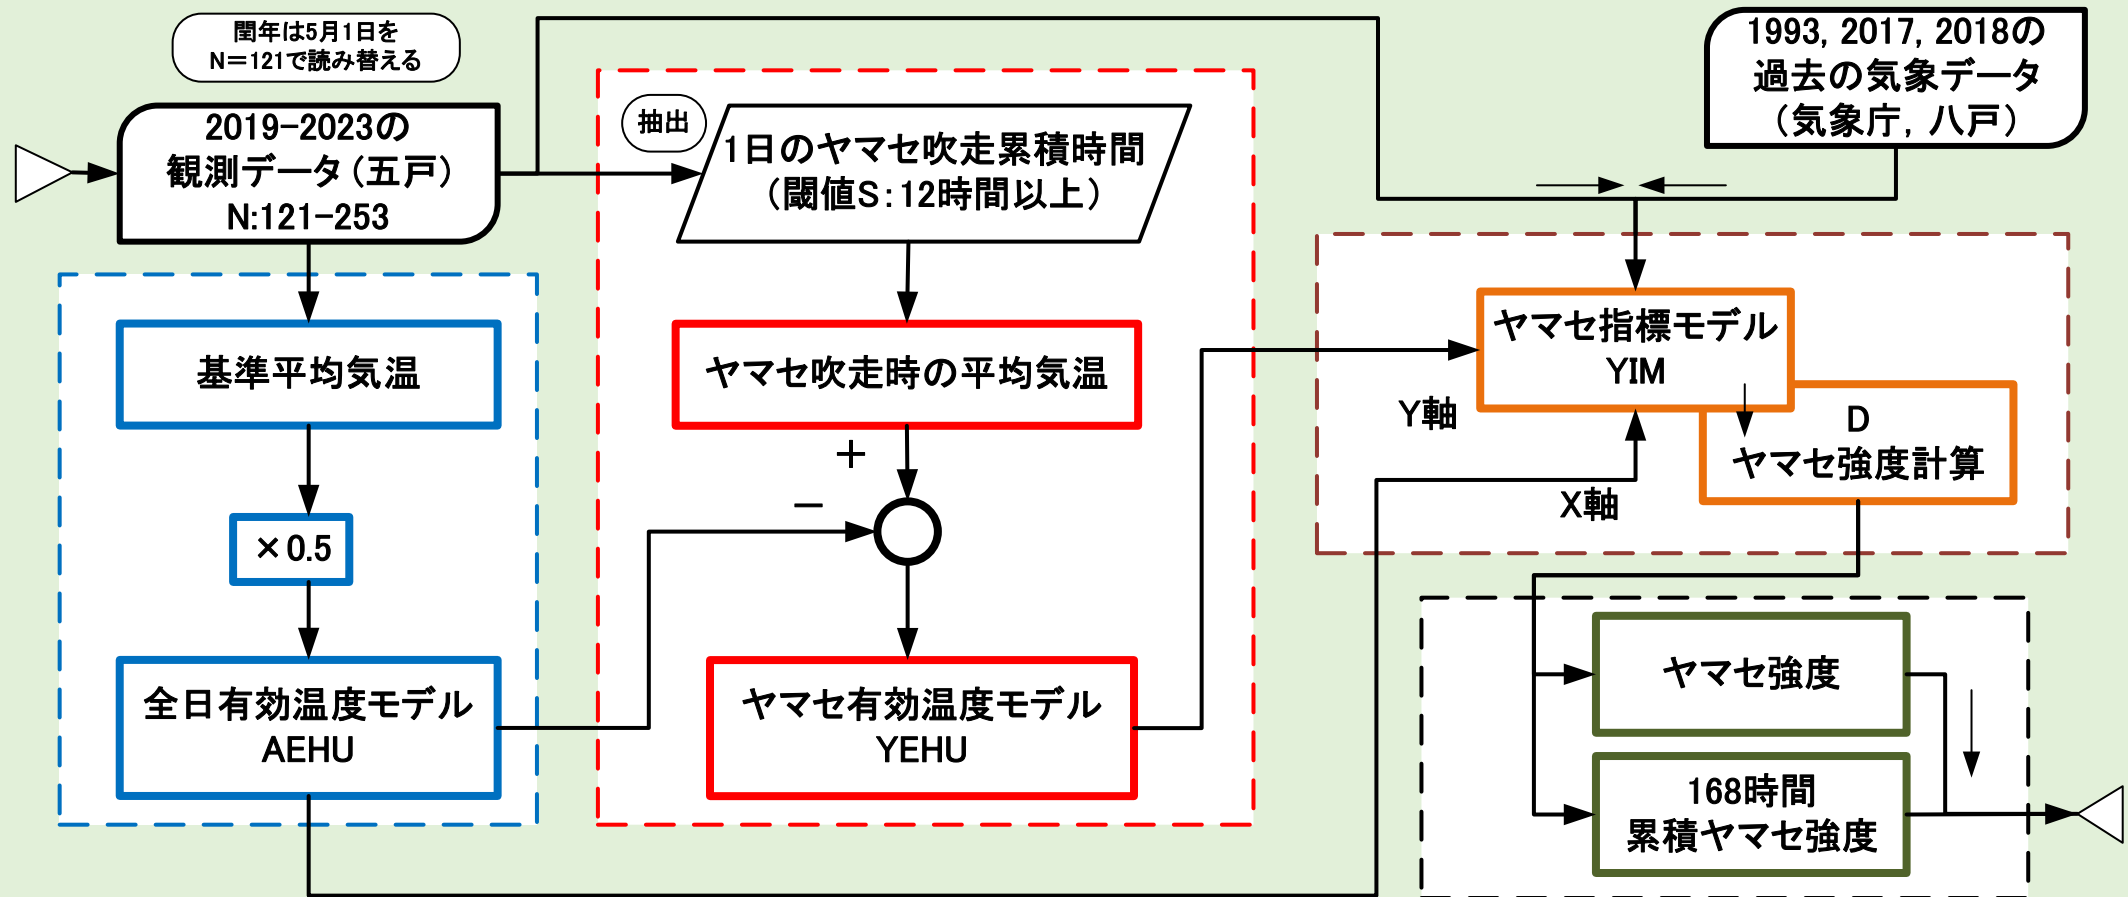 閏年は5月1日を
N＝121で読み替える
2019-2023の
観測データ（五戸）
N:121-253
基準平均気温
×0.5
全日有効温度モデル
AEHU
抽出
1日のヤマセ吹走累積時間
（閾値S：12時間以上）
ヤマセ吹走時の平均気温
＋
－
ヤマセ有効温度モデル
YEHU
1993, 2017, 2018の
過去の気象データ
（気象庁, 八戸）
ヤマセ指標モデル
YIM
Y軸
X軸
D
ヤマセ強度計算
ヤマセ強度
168時間
累積ヤマセ強度